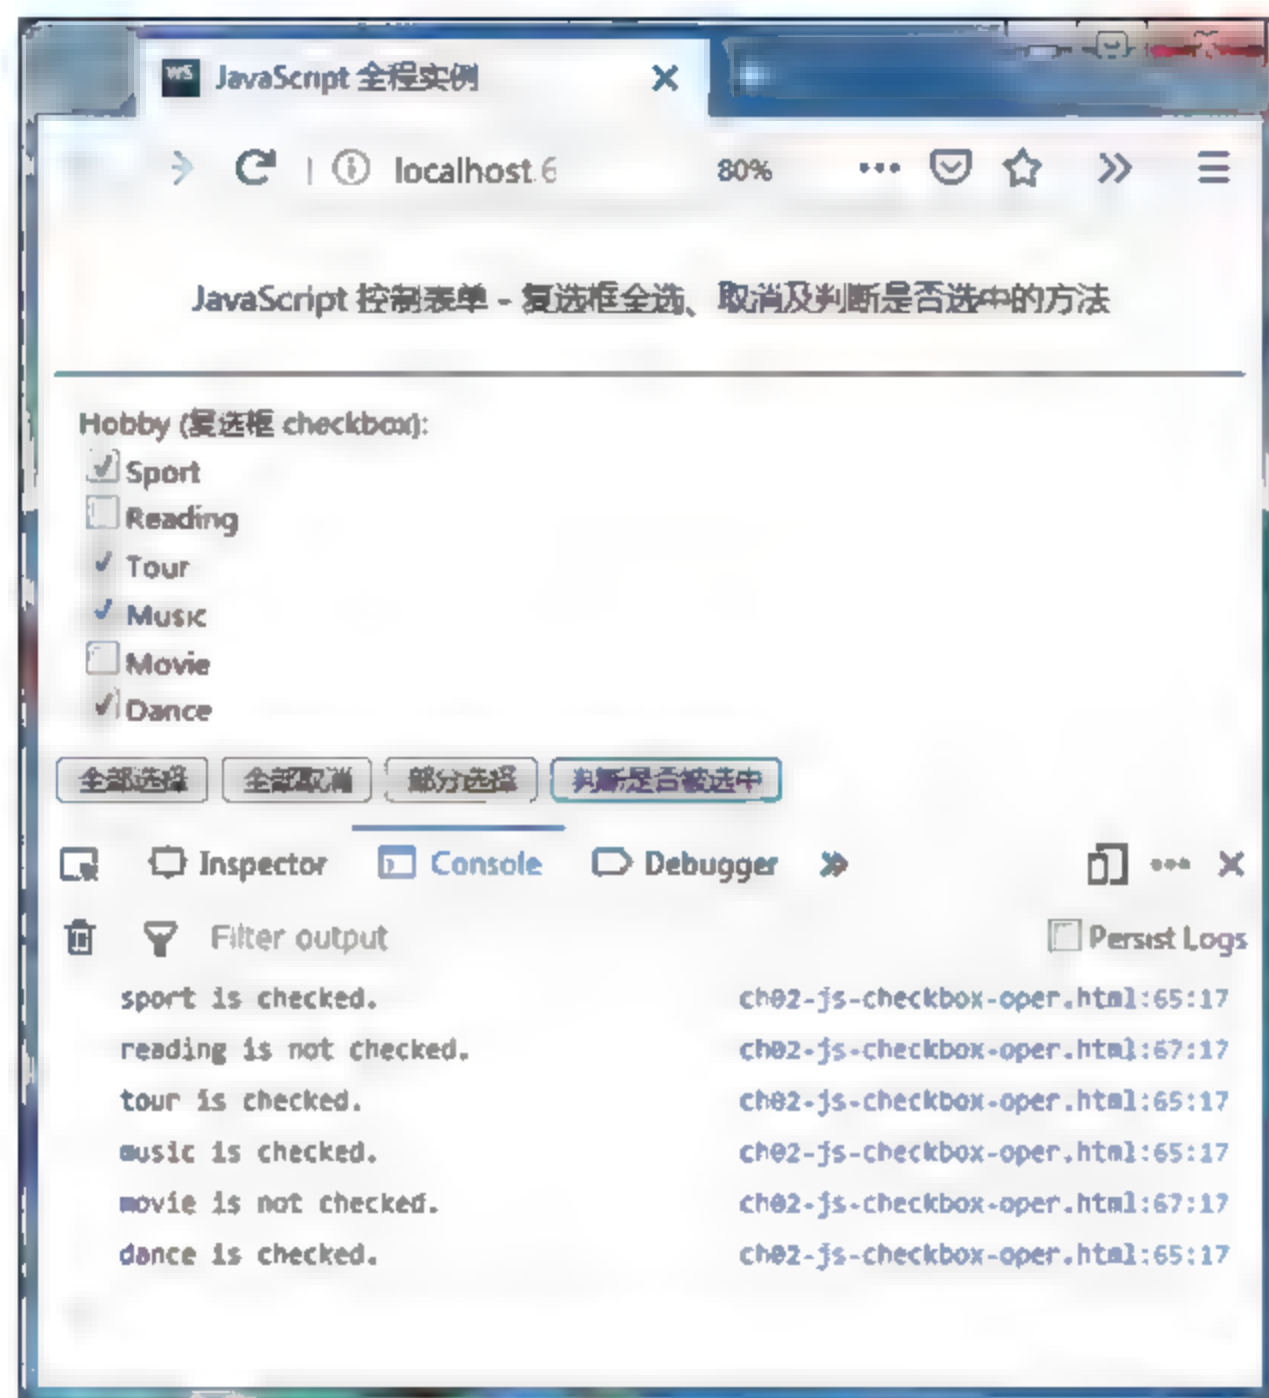 WS JavaScript 全程实例
localhost:6 80%
JavaScript 控制表单 - 复选框全选、取消及判断是否选中的方法
Hobby (复选框 checkbox):
Sport
Reading
Tour
Music
Movie
Dance
全部选择 全部取消 部分选择 判断是否被选中
Inspector Console Debugger
Filter output Persist Logs
sport is checked. ch02-js-checkbox-oper.html:65:17
reading is not checked. ch02-js-checkbox-oper.html:67:17
tour is checked. ch02-js-checkbox-oper.html:65:17
music is checked. ch02-js-checkbox-oper.html:65:17
movie is not checked. ch02-js-checkbox-oper.html:67:17
dance is checked. ch02-js-checkbox-oper.html:65:17